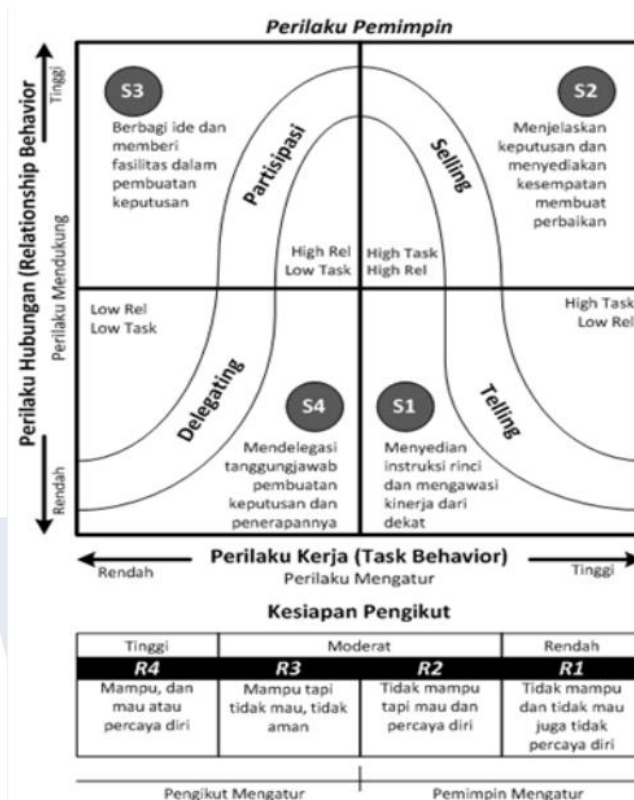 Perilaku Pemimpin
Perilaku Hubungan (Relationship Behavior)
Perilaku Mendukung
Tinggi
Rendah
S3
Berbagi ide dan
memberi
fasilitas dalam
pembuatan
keputusan
Partisipasi
High Rel
Low Task
S2
Menjelaskan
keputusan dan
menyediakan
kesempatan
membuat
perbaikan
Selling
High Task
High Rel
Low Rel
Low Task
Delegating
S4
Mendelegasi
tanggungjawab
pembuatan
keputusan dan
penerapannya
High Task
Low Rel
S1
Telling
Menyedian
instruksi rinci
dan mengawasi
kinerja dari
dekat
Rendah
Perilaku Kerja (Task Behavior)
Perilaku Mengatur
Tinggi
Kesiapan Pengikut
Tinggi Moderat Rendah
R4 R3 R2 R1
Mampu, dan
mau atau
percaya diri
Mampu tapi
tidak mau, tidak
aman
Tidak mampu
tapi mau dan
percaya diri
Tidak mampu
dan tidak mau
juga tidak
percaya diri
Pengikut Mengatur Pemimpin Mengatur